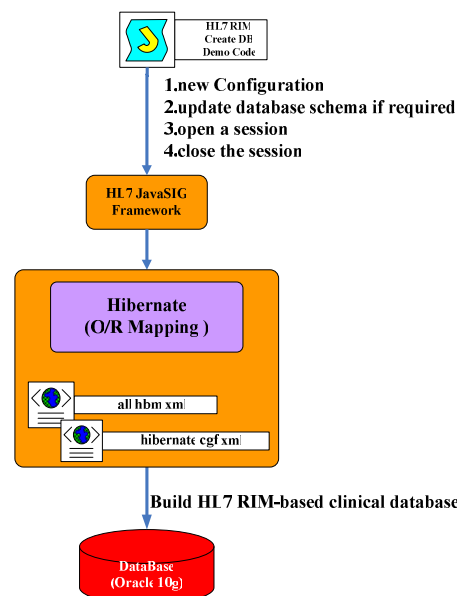 HL7 RIM
Create DB
Demo Code
1.new Configuration
2.update database schema if required
3.open a session
4.close the session
HL7 JavaSIG
Framework
Hibernate
(O/R Mapping )
all hbm xml
hibernate cgf xml
Build HL7 RIM-based clinical database
DataBase
(Oracle 10g)